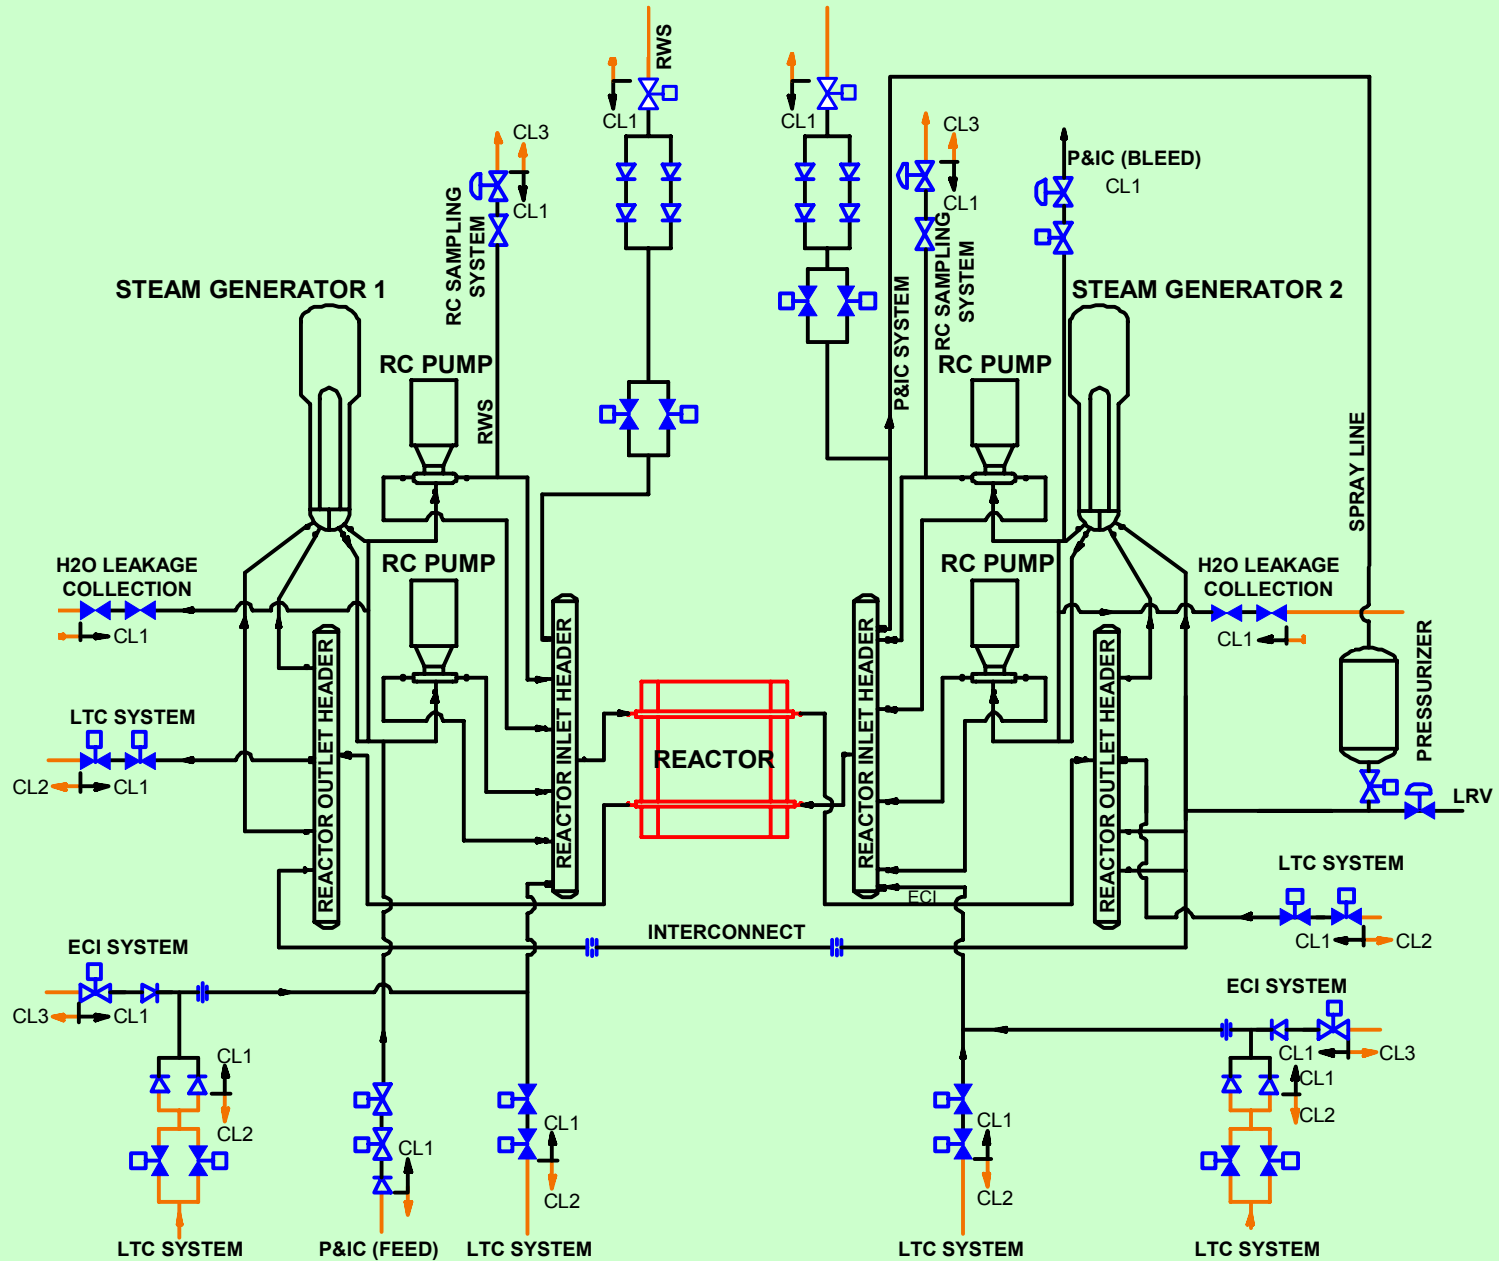 RWS
CL1
CL1
CL3
CL1
CL3
CL1
P&IC (BLEED)
CL1
RC SAMPLING
SYSTEM
RC SAMPLING
SYSTEM
P&IC SYSTEM
STEAM GENERATOR 1
STEAM GENERATOR 2
RC PUMP
RC PUMP
RWS
SPRAY LINE
H2O LEAKAGE
COLLECTION
CL1
RC PUMP
RC PUMP
H2O LEAKAGE
COLLECTION
CL1
LTC SYSTEM
CL2
CL1
REACTOR OUTLET HEADER
REACTOR INLET HEADER
REACTOR
REACTOR INLET HEADER
REACTOR OUTLET HEADER
PRESSURIZER
LRV
LTC SYSTEM
CL1
CL2
ECI
INTERCONNECT
ECI SYSTEM
CL3
CL1
ECI SYSTEM
CL1
CL3
CL1
CL2
CL1
CL1
CL2
CL1
CL2
CL1
CL2
LTC SYSTEM
P&IC (FEED)
LTC SYSTEM
LTC SYSTEM
LTC SYSTEM